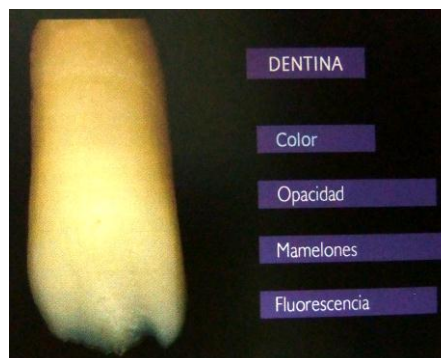 DENTINA
Color
Opacidad
Mamelones
Fluorescencia